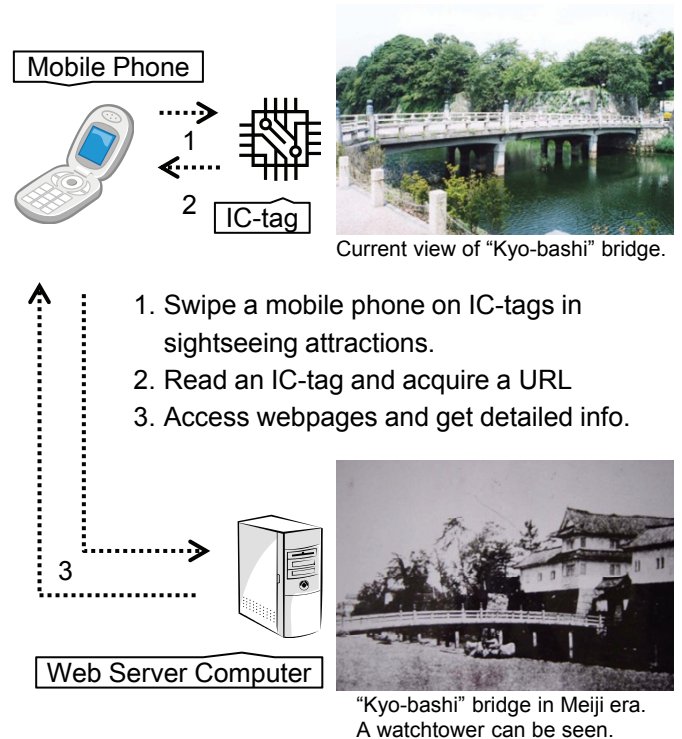 Mobile Phone
1
2
IC-tag
Current view of “Kyo-bashi” bridge.
1. Swipe a mobile phone on IC-tags in
sightseeing attractions.
2. Read an IC-tag and acquire a URL
3. Access webpages and get detailed info.
3
Web Server Computer
“Kyo-bashi” bridge in Meiji era.
A watchtower can be seen.